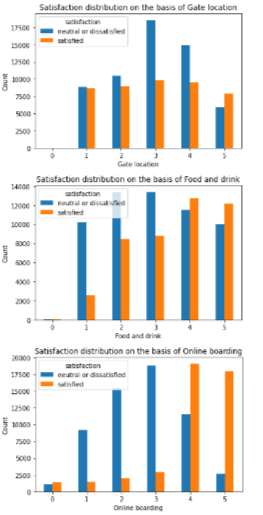 Satisfaction distribution on the basis of Gate location
17500
15000
12500
10000
7500
5000
2500
0
Count
satisfaction
neutral or dissatisfied
satisfied
0 1 2 3 4 5
Gate location
Satisfaction distribution on the basis of Food and drink
14000
12000
10000
8000
6000
4000
2000
0
Count
satisfaction
neutral or dissatisfied
satisfied
0 1 2 3 4 5
Food and drink
Satisfaction distribution on the basis of Online boarding
20000
17500
15000
12500
10000
7500
5000
2500
0
Count
satisfaction
neutral or dissatisfied
satisfied
0 1 2 3 4 5
Online boarding